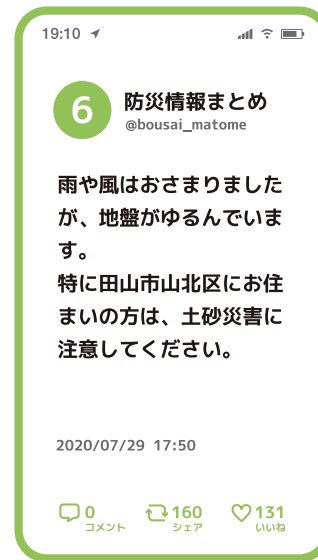 19:10
6
防災情報まとめ
@bousai_matome
雨や風はおさまりました
が、地盤がゆるんでいま
す。
特に田山市山北区にお住
まいの方は、土砂災害に
注意してください。
2020/07/29 17:50
0 コメント
160 シェア
131 いいね